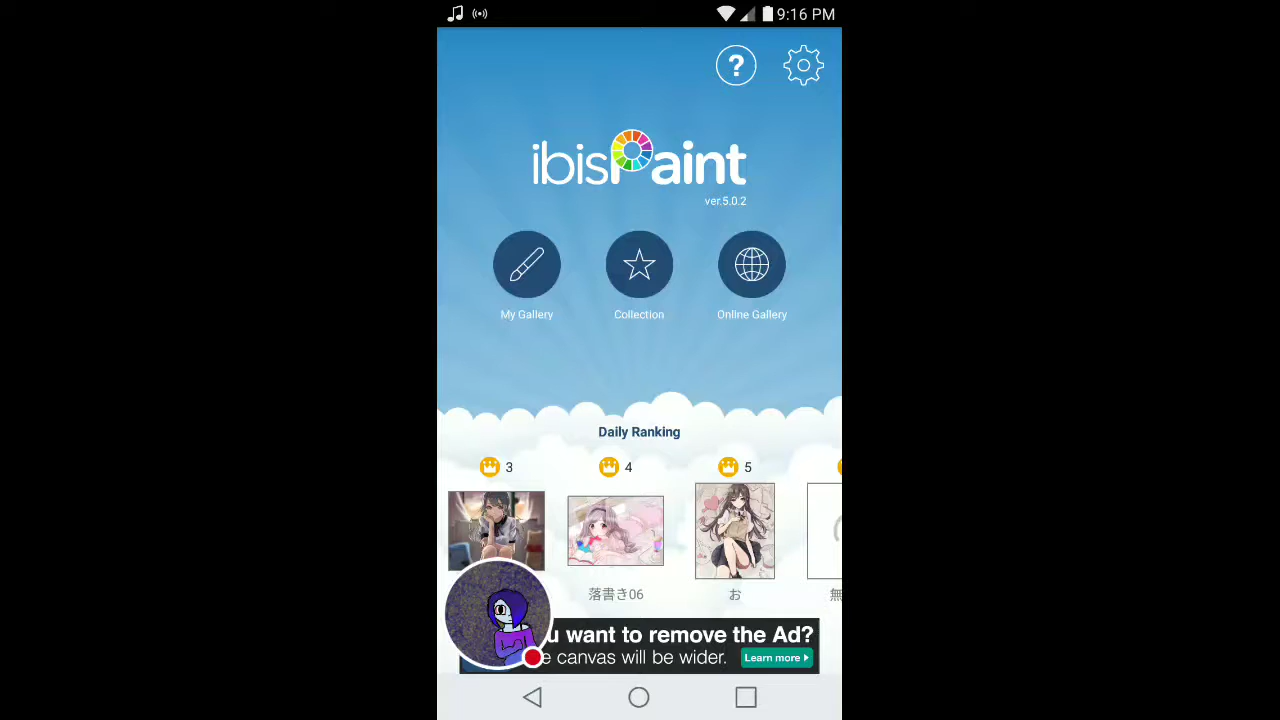 9:16 PM
?
ibisPaint
ver.5.0.2
My Gallery
Collection
Online Gallery
Daily Ranking
3
4
5
落書き06
お
無
u want to remove the Ad?
e canvas will be wider.
Learn more